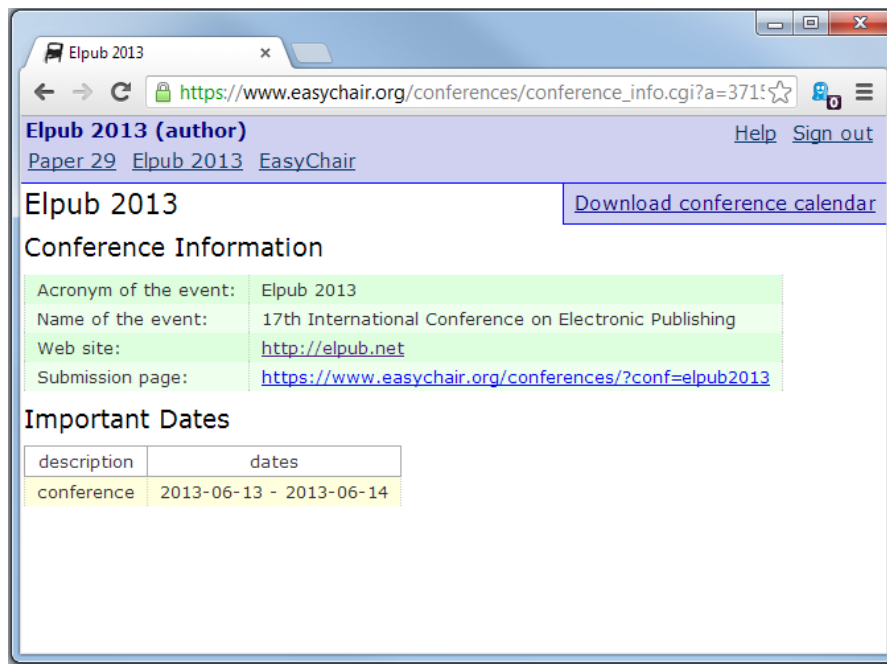 Elpub 2013
https://www.easychair.org/conferences/conference_info.cgi?a=3715
0
Elpub 2013 (author)
Help Sign out
Paper 29 Elpub 2013 EasyChair
Elpub 2013
Download conference calendar
Conference Information
Acronym of the event: Elpub 2013
Name of the event: 17th International Conference on Electronic Publishing
Web site: http://elpub.net
Submission page: https://www.easychair.org/conferences/?conf=elpub2013
Important Dates
description dates
conference 2013-06-13 - 2013-06-14